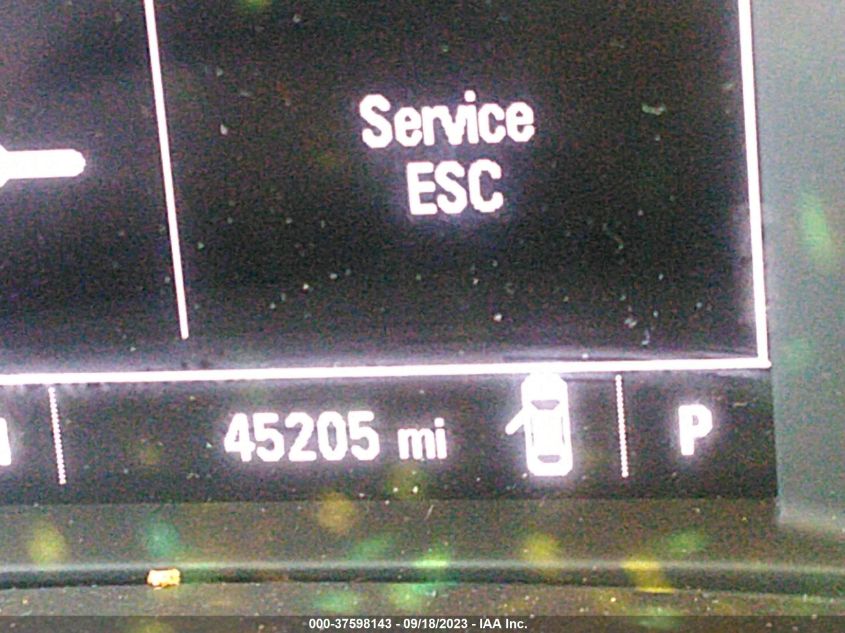 Service
ESC
45205 mi
P
000-37598143 - 09/18/2023 - IAA Inc.